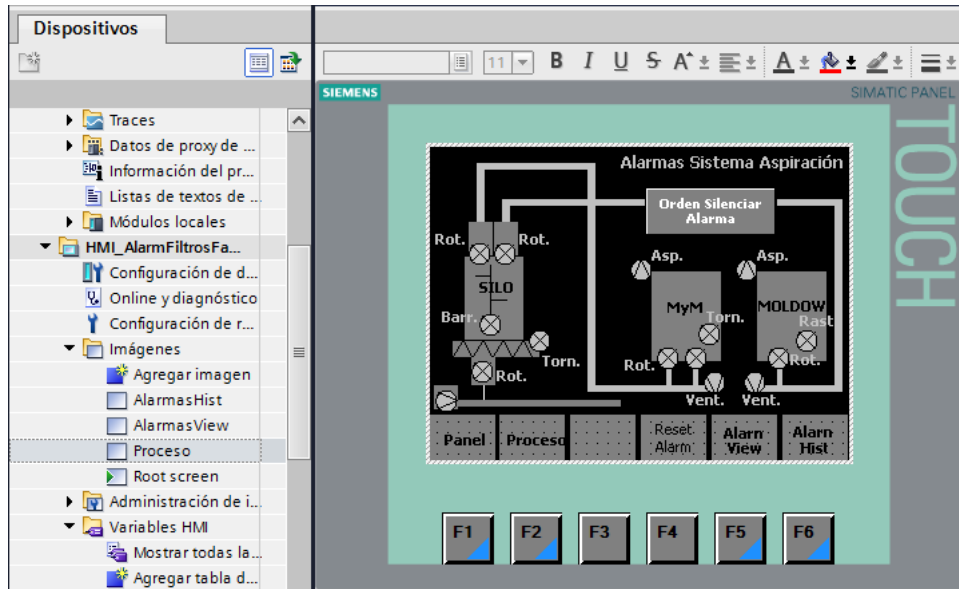 Dispositivos
Traces
Datos de proxy de ...
Información del pr...
Listas de textos de ...
Módulos locales
HMI_AlarmFiltrosFa...
Configuración de d...
Online y diagnóstico
Configuración de r...
Imágenes
Agregar imagen
AlarmasHist
AlarmasView
Proceso
Root screen
Administración de i...
Variables HMI
Mostrar todas la...
Agregar tabla d...
11
B I U S A A
SIEMENS
SIMATIC PANEL
TOUCH
Alarmas Sistema Aspiración
Orden Silenciar
Alarma
Rot. Rot.
Asp. Asp.
SILO
MyM MOLDOW
Barr. Torn. Rast
Torn. Rot. Rot.
Rot.
Vent. Vent.
Panel Proceso Reset Alarm Alarn View Alarn Hist
F1 F2 F3 F4 F5 F6